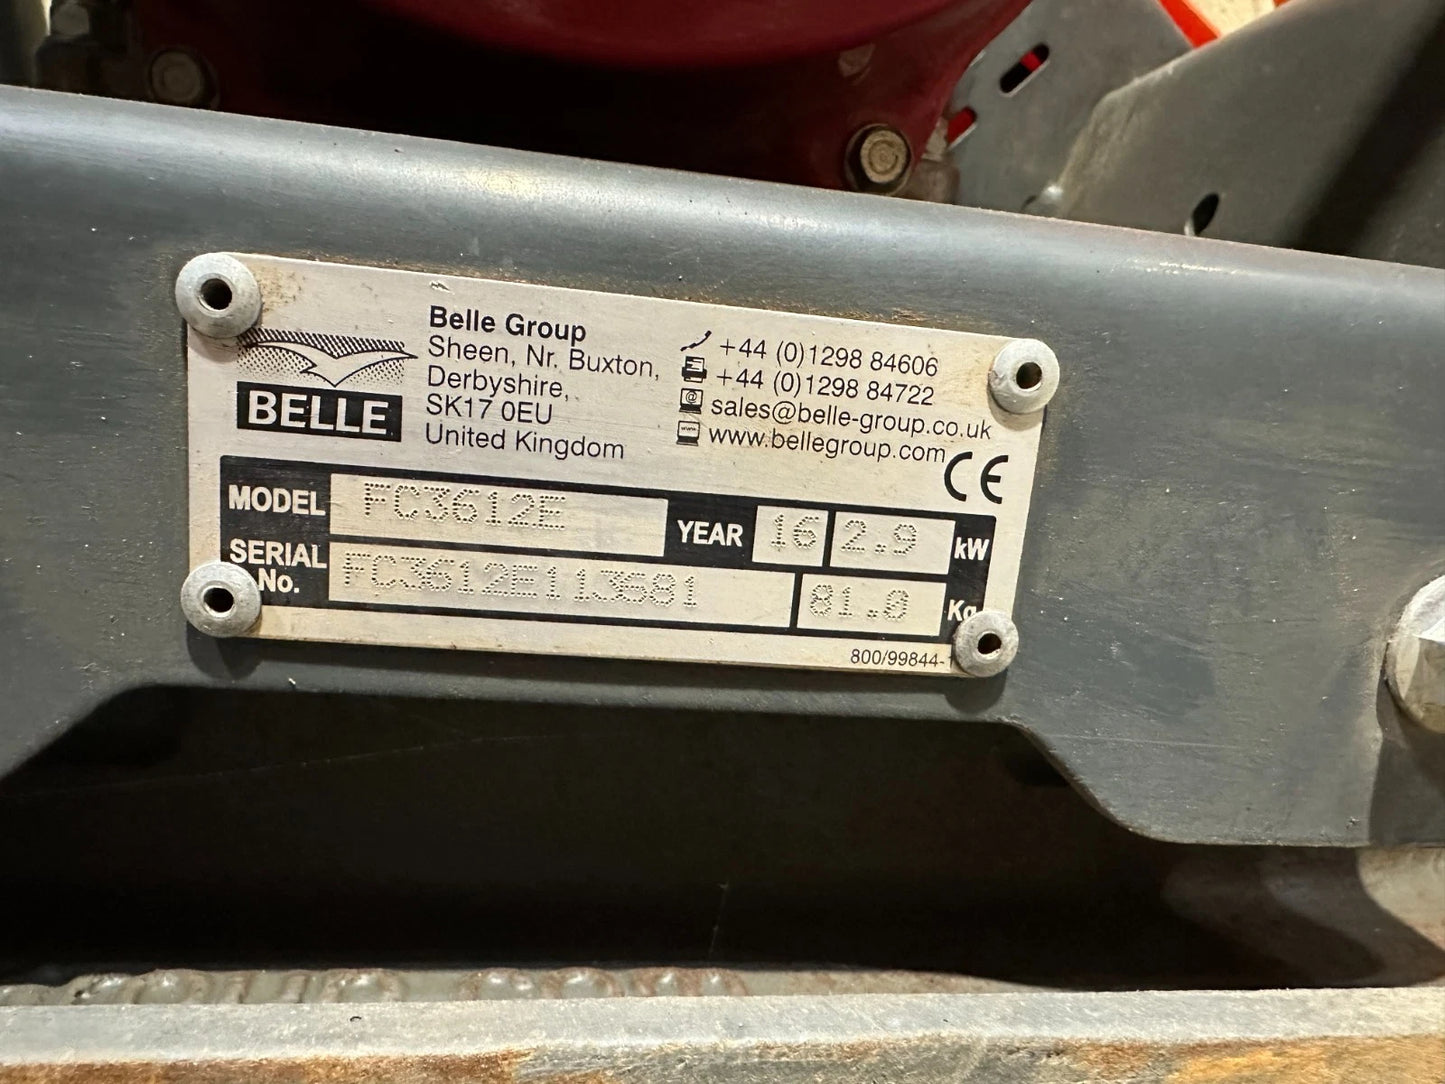 BELLE
Belle Group
Sheen, Nr. Buxton,
Derbyshire,
SK17 0EU
United Kingdom
+44 (0)1298 84606
+44 (0)1298 84722
sales@belle-group.co.uk
www.bellegroup.com
CE
MODEL FC3612E YEAR 16 2.9 kW
SERIAL No. FC3612E113681 81.0 Kg
800/99844-